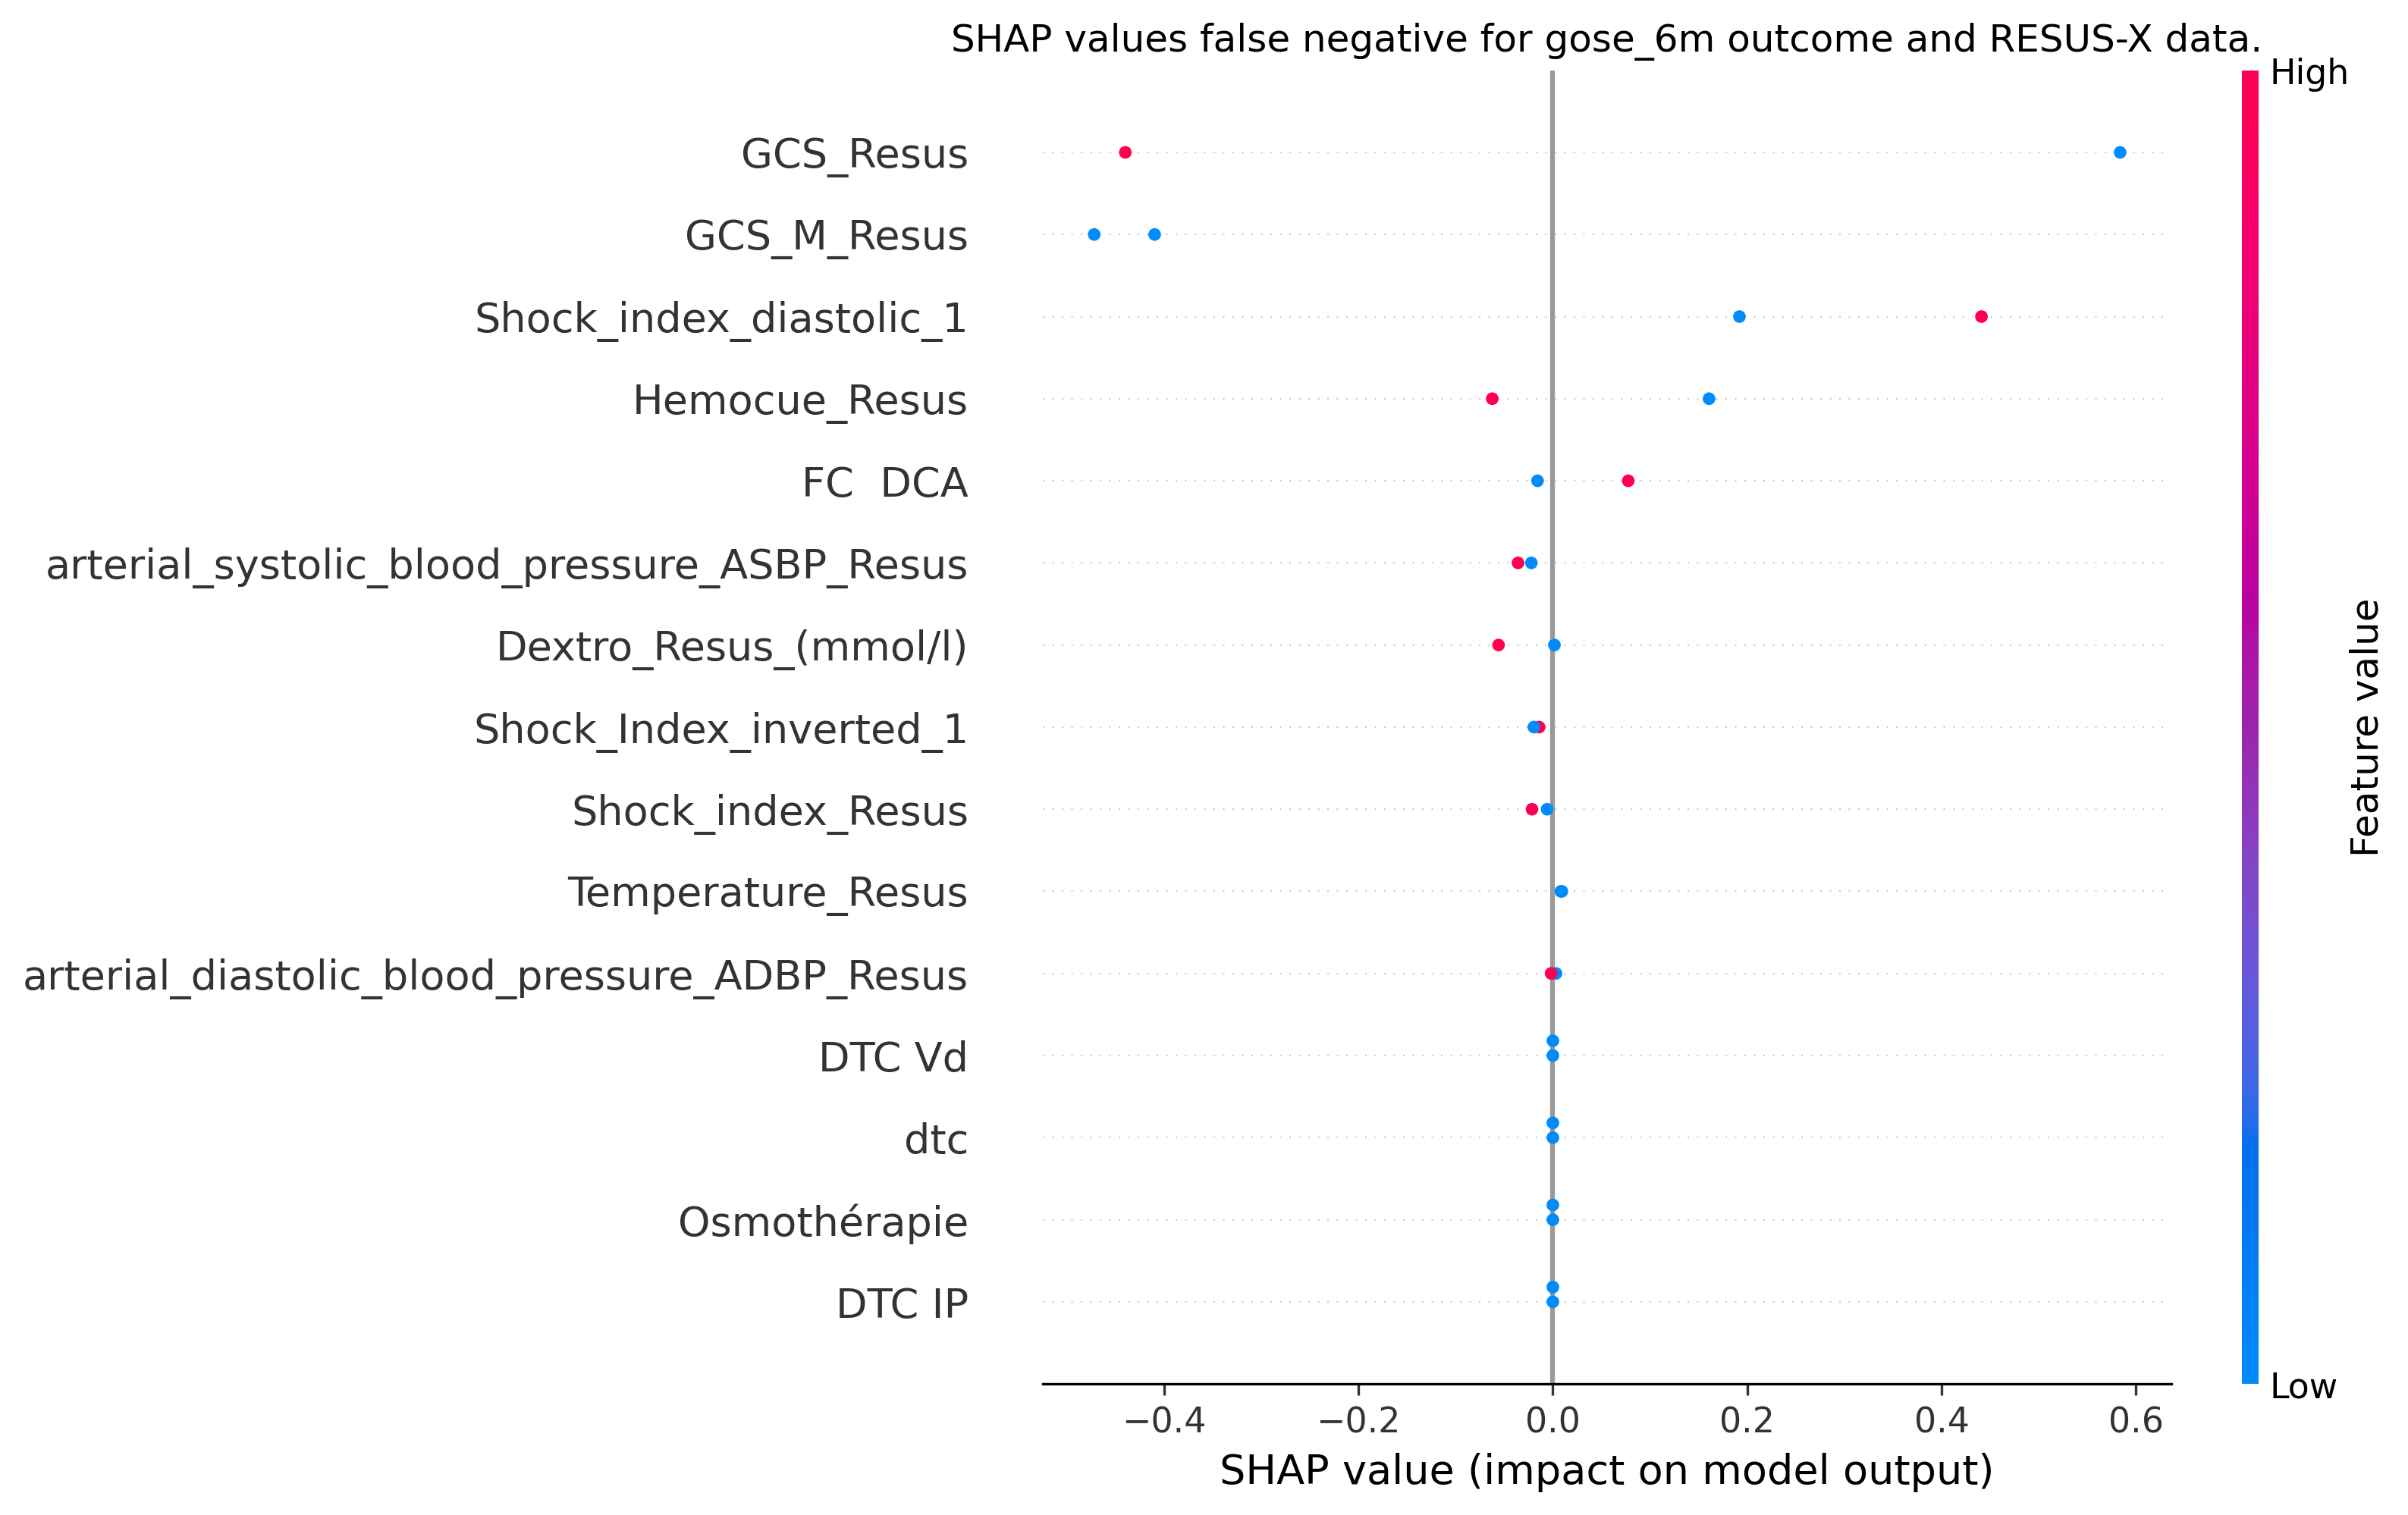 SHAP values false negative for gose_6m outcome and RESUS-X data.
High
GCS_Resus
GCS_M_Resus
Shock_index_diastolic_1
Hemocue_Resus
FC  DCA
arterial_systolic_blood_pressure_ASBP_Resus
Dextro_Resus_(mmol/l)
Shock_Index_inverted_1
Shock_index_Resus
Temperature_Resus
arterial_diastolic_blood_pressure_ADBP_Resus
DTC Vd
dtc
Osmothérapie
DTC IP
Feature value
Low
−0.4 −0.2 0.0 0.2 0.4 0.6
SHAP value (impact on model output)